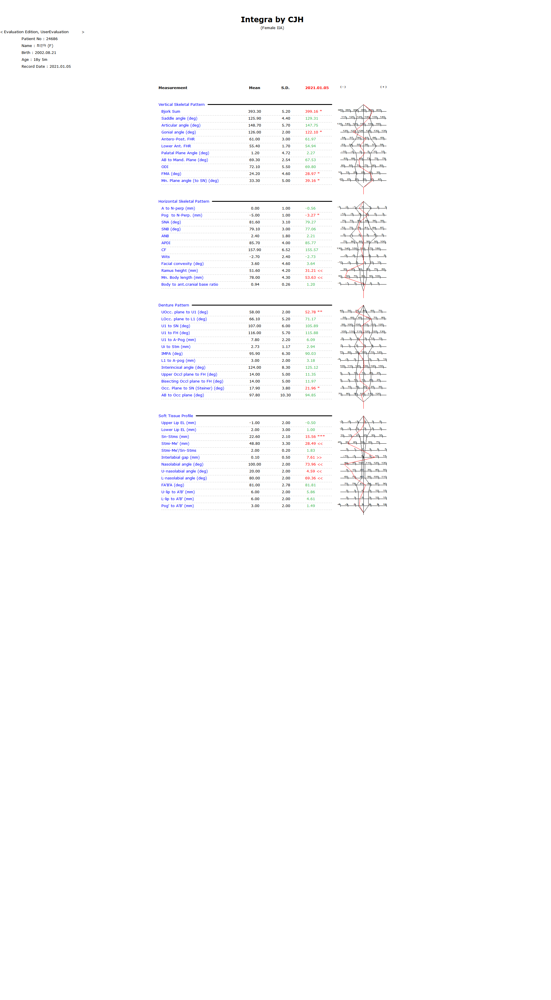 Integra by CJH
(Female IIA)
< Evaluation Edition, UserEvaluation >
Patient No : 24686
Name : 최선아 (F)
Birth : 2002.08.21
Age : 18y 5m
Record Date : 2021.01.05
Measurement Mean S.D. 2021.01.05 (-) (+)
Vertical Skeletal Pattern
Bjork Sum 393.30 5.20 399.16 * 380 385 390 395 400 405
Saddle angle (deg) 125.90 4.40 129.31 115 120 125 130 135 140
Articular angle (deg) 148.70 5.70 147.75 135 140 145 150 155 160
Gonial angle (deg) 126.00 2.00 122.10 * 120 123 126 129 132 135
Antero-Post. FHR 61.00 3.00 61.97 54 57 60 63 66 69
Lower Ant. FHR 55.40 1.70 54.94 53 54 55 56 57 58
Palatal Plane Angle (deg) 1.20 4.72 2.27 -10 -5 0 5 10 15
AB to Mand. Plane (deg) 69.30 2.54 67.53 63 66 69 72 75 78
ODI 72.10 5.50 69.80 60 65 70 75 80 85
FMA (deg) 24.20 4.60 28.97 * 10 15 20 25 30 35
Mn. Plane angle (to SN) (deg) 33.30 5.00 39.16 * 20 25 30 35 40 45
Horizontal Skeletal Pattern
A to N-perp (mm) 0.00 1.00 -0.56 -3 -2 -1 0 1 2 3
Pog to N-Perp. (mm) -5.00 1.00 -3.27 * -12 -9 -6 -3 0 3
SNA (deg) 81.60 3.10 79.27 70 75 80 85 90 95
SNB (deg) 79.10 3.00 77.06 72 75 78 81 84 87
ANB 2.40 1.80 2.21 0 1 2 3 4 5
APDI 85.70 4.00 85.77 75 80 85 90 95 100
CF 157.90 6.52 155.57 130 140 150 160 170 180
Wits -2.70 2.40 -2.73 -9 -6 -3 0 3 6
Facial convexity (deg) 3.60 4.60 3.64 -10 -5 0 5 10 15
Ramus height (mm) 51.60 4.20 31.21 << 30 40 50 60 70 80
Mn. Body length (mm) 78.00 4.30 53.63 << 50 60 70 80 90 100
Body to ant.cranial base ratio 0.94 0.26 1.20 -2 -1 0 1 2 3
Denture Pattern
UOcc. plane to U1 (deg) 58.00 2.00 52.78 ** 45 50 55 60 65 70
LOcc. plane to L1 (deg) 66.10 5.20 71.17 55 60 65 70 75 80
U1 to SN (deg) 107.00 6.00 105.89 95 100 105 110 115 120
U1 to FH (deg) 116.00 5.70 115.88 105 110 115 120 125 130
U1 to A-Pog (mm) 7.80 2.20 6.09 0 3 6 9 12 15
Ui to Stm (mm) 2.73 1.17 2.94 0 1 2 3 4 5
IMPA (deg) 95.90 6.30 90.03 70 80 90 100 110 120
L1 to A-pog (mm) 3.00 2.00 3.18 -6 -3 0 3 6 9 12
Interincisal angle (deg) 124.00 8.30 125.12 100 110 120 130 140 150
Upper Occl plane to FH (deg) 14.00 5.00 11.35 0 5 10 15 20 25
Bisecting Occl plane to FH (deg) 14.00 5.00 11.97 0 5 10 15 20 25
Occ. Plane to SN (Steiner) (deg) 17.90 3.80 21.96 * 5 10 15 20 25 30
AB to Occ plane (deg) 97.80 10.30 94.85 70 80 90 100 110 120
Soft Tissue Profile
Upper Lip EL (mm) -1.00 2.00 -0.50 -9 -6 -3 0 3 6
Lower Lip EL (mm) 2.00 3.00 1.00 -6 -3 0 3 6 9
Sn-Stms (mm) 22.60 2.10 15.56 *** 10 15 20 25 30 35
Stmi-Me' (mm) 48.80 3.30 28.49 << 20 30 40 50 60 70
Stmi-Me'/Sn-Stms 2.00 0.20 1.83 0 1 2 3 4 5
Interlabial gap (mm) 0.10 0.50 7.61 >> -10 -5 0 5 10 15
Nasolabial angle (deg) 100.00 2.00 73.96 << 80 90 100 110 120 130
U-nasolabial angle (deg) 20.00 2.00 4.59 << 0 10 20 30 40 50
L-nasolabial angle (deg) 80.00 2.00 69.36 << 60 70 80 90 100 110
FA'B'A (deg) 81.00 2.78 81.81 75 78 81 84 87 90
U-lip to A'B' (mm) 6.00 2.00 5.86 0 3 6 9 12 15
L-lip to A'B' (mm) 6.00 2.00 4.61 0 3 6 9 12 15
Pog' to A'B' (mm) 3.00 2.00 1.49 -6 -3 0 3 6 9 12